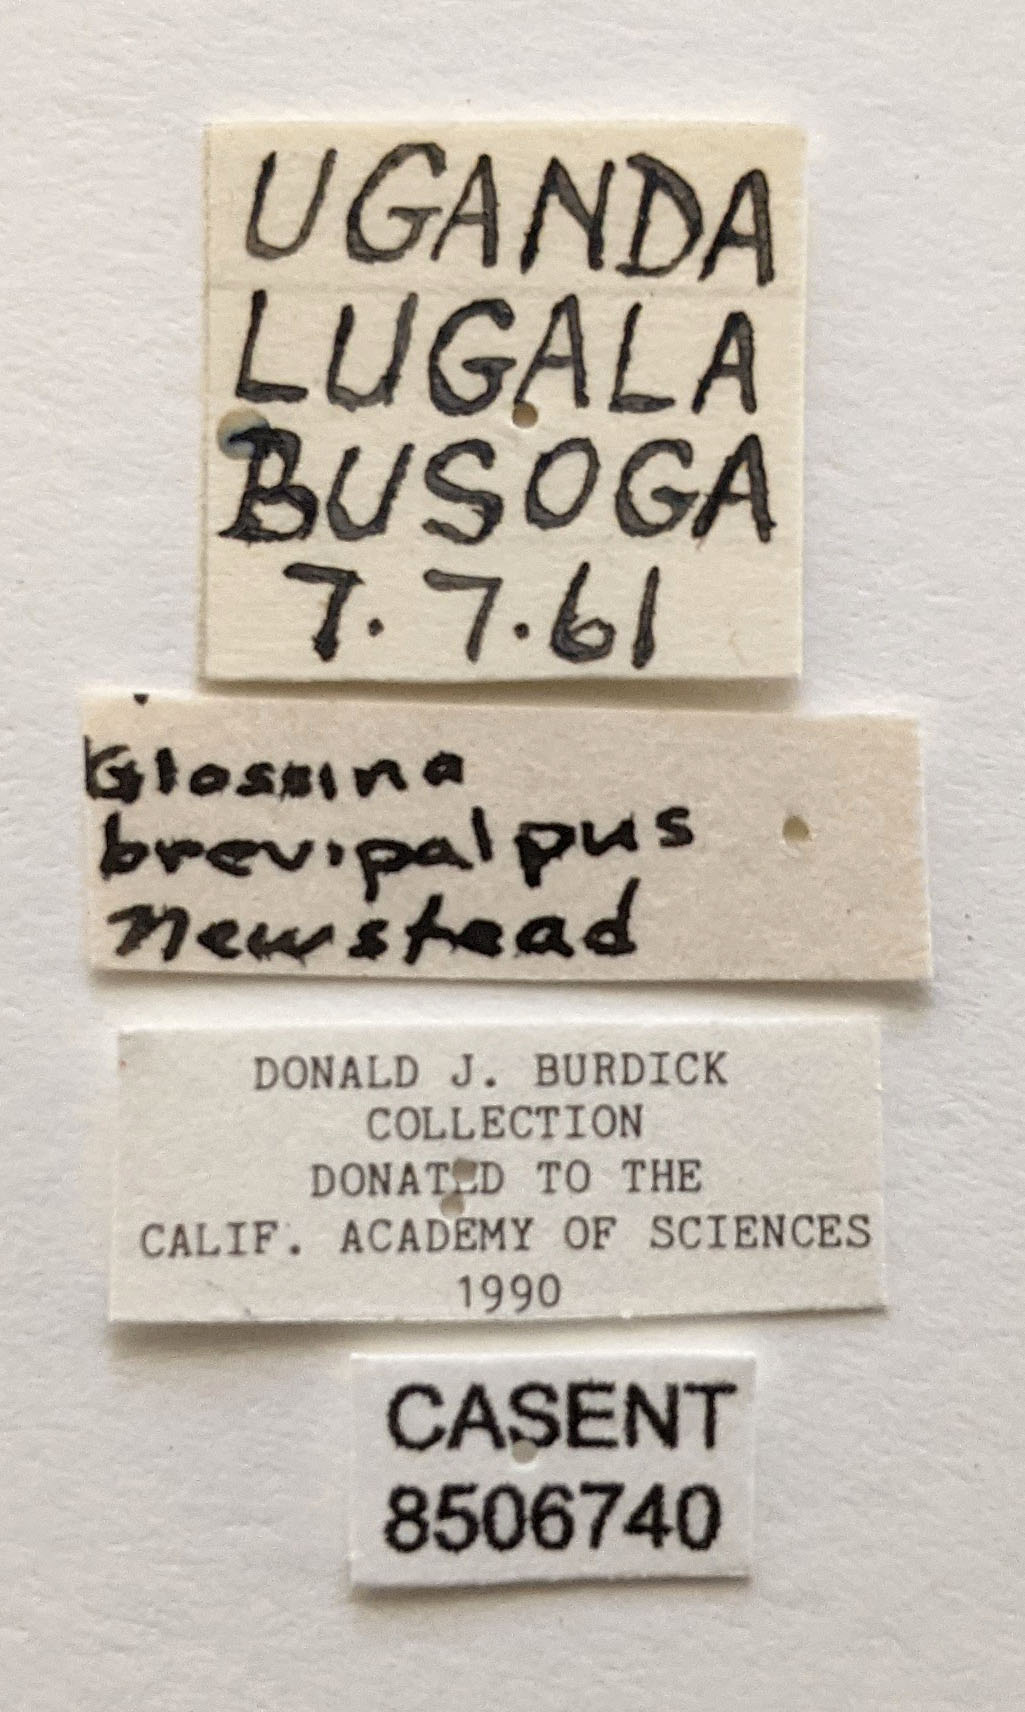 UGANDA
LUGALA
BUSOGA
7.7.61
Glossina
brevipalpus
Newstead
DONALD J. BURDICK
COLLECTION
DONATED TO THE
CALIF. ACADEMY OF SCIENCES
1990
CASENT
8506740